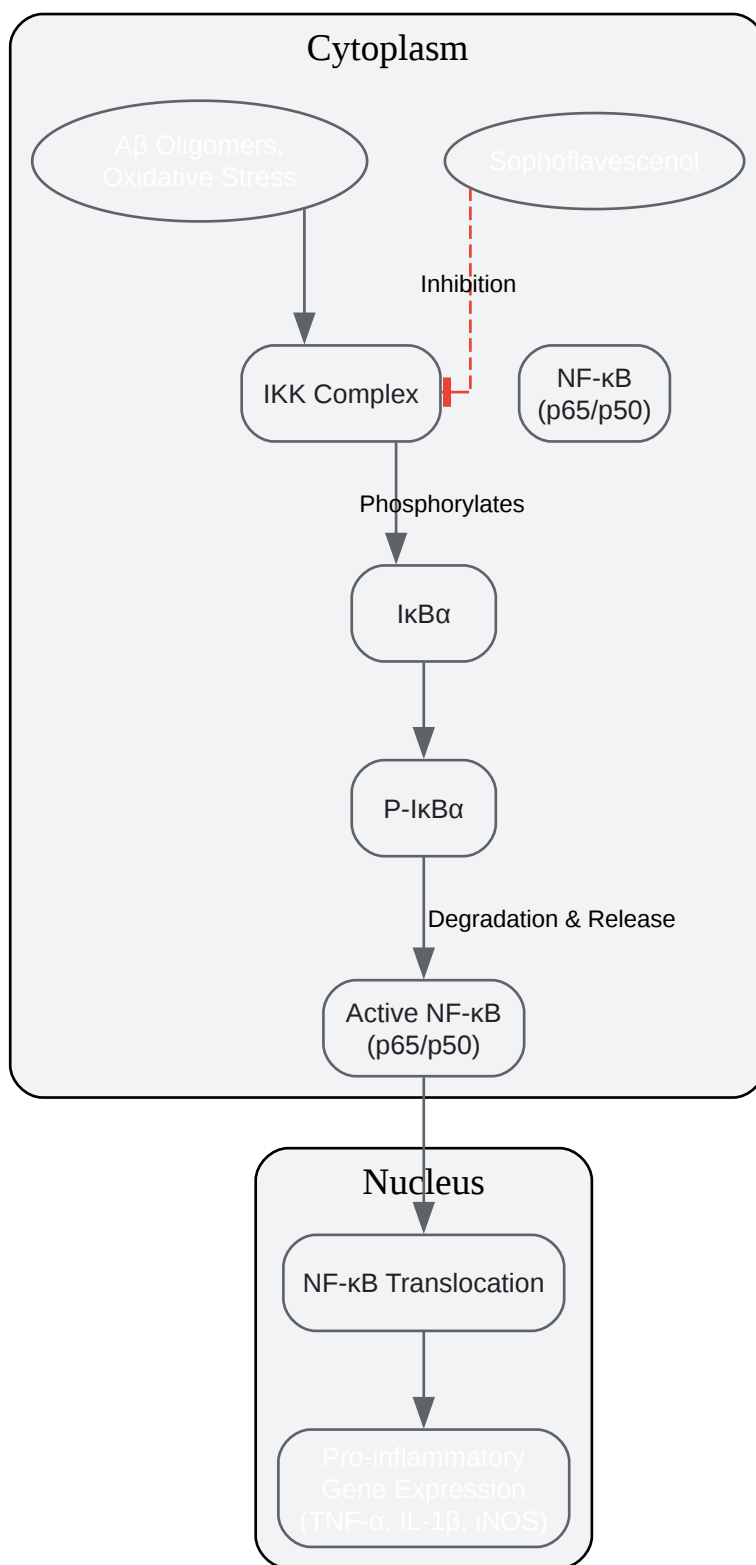 Cytoplasm
Aβ Oligomers,
Oxidative Stress
Sophoflavescenol
Inhibition
IKK Complex
NF-κB
(p65/p50)
Phosphorylates
IκBα
P-IκBα
Degradation & Release
Active NF-κB
(p65/p50)
Nucleus
NF-κB Translocation
Pro-inflammatory
Gene Expression
(TNF-α, IL-1β, iNOS)